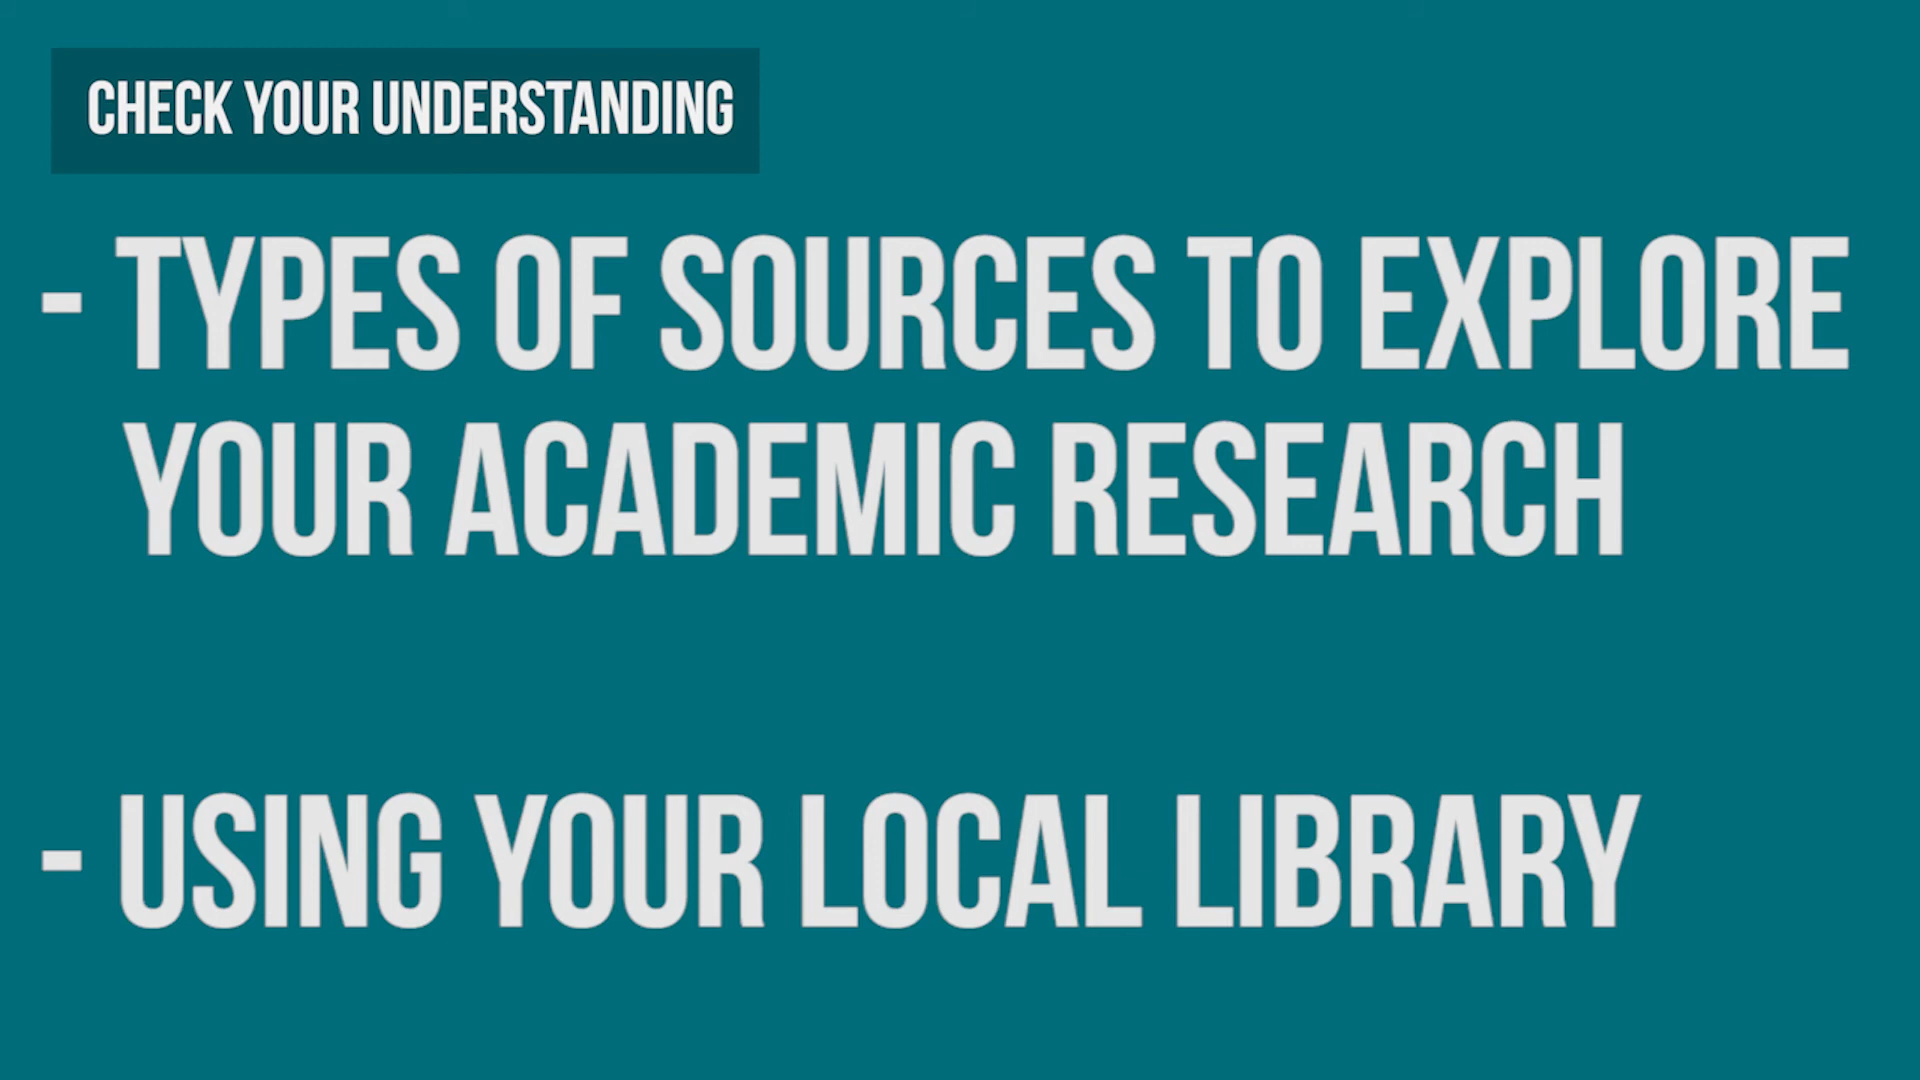 CHECK YOUR UNDERSTANDING
- TYPES OF SOURCES TO EXPLORE
YOUR ACADEMIC RESEARCH
- USING YOUR LOCAL LIBRARY